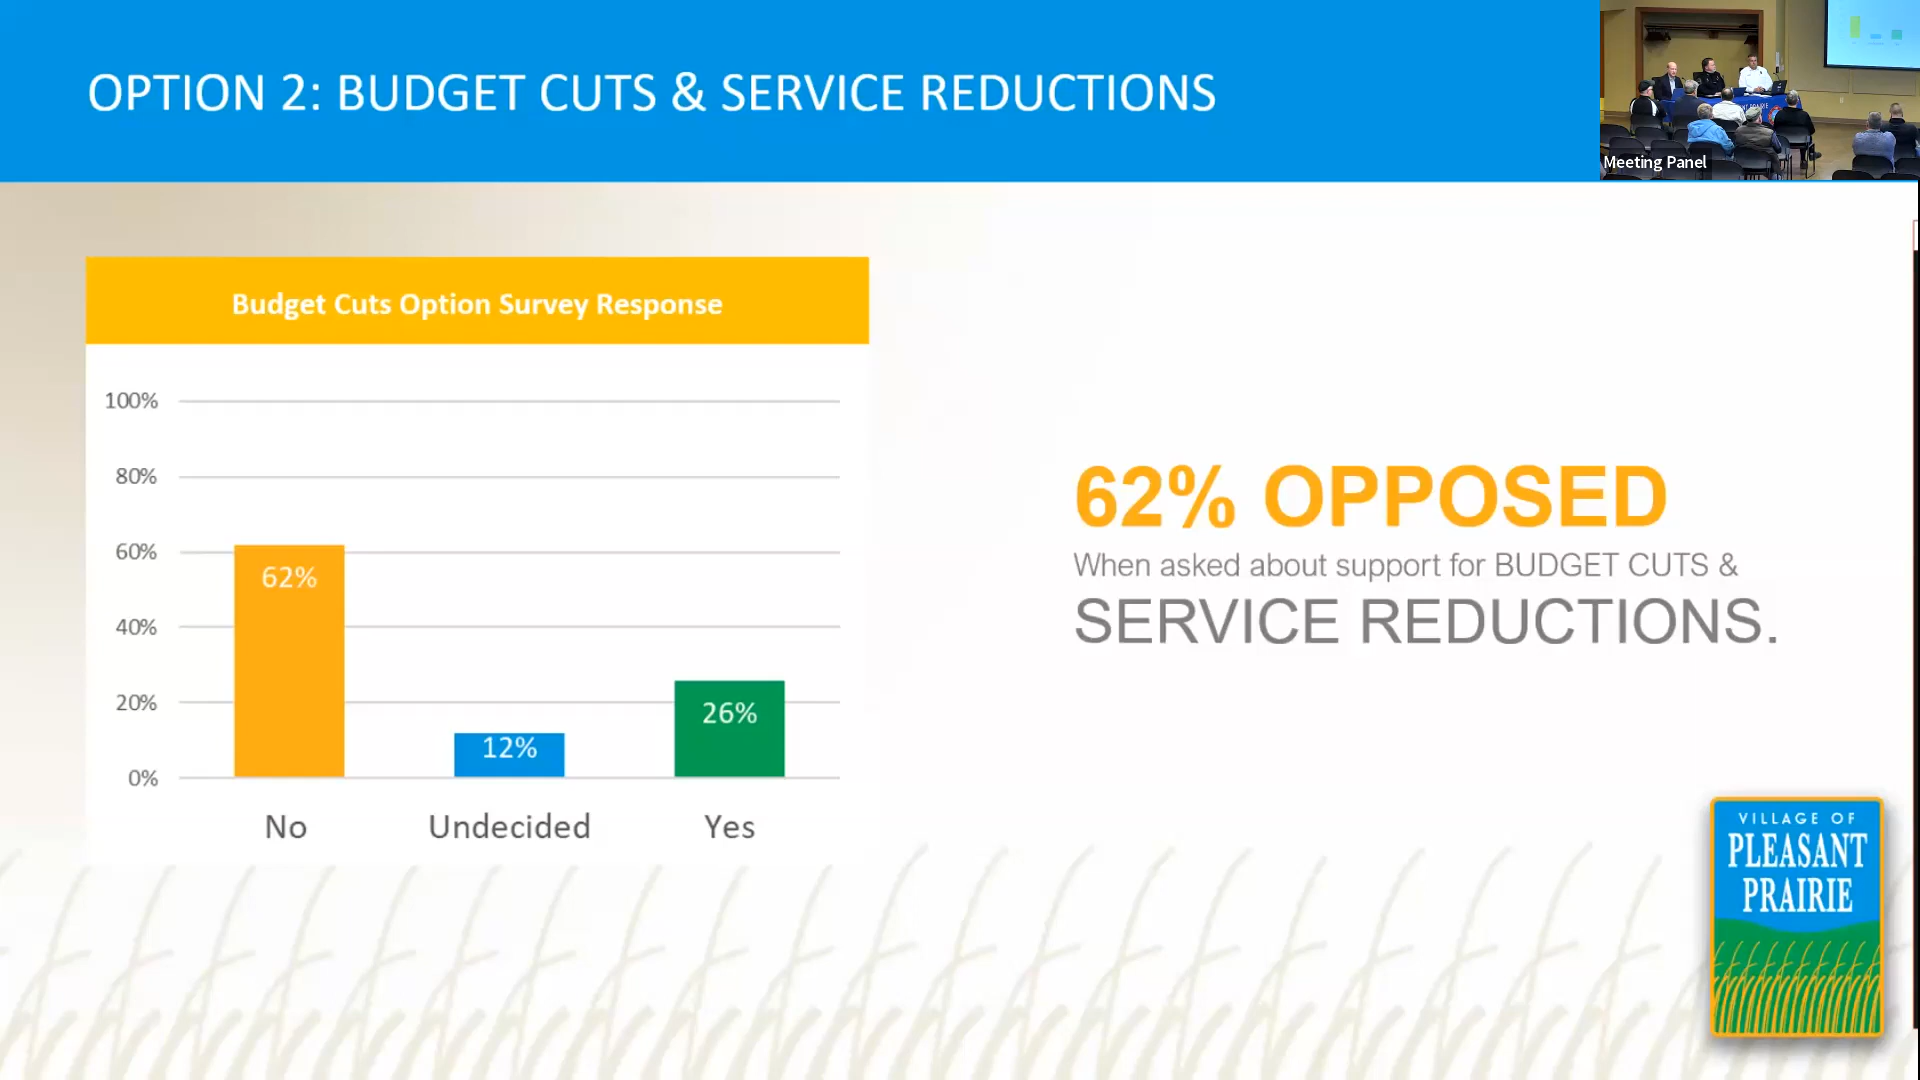 OPTION 2: BUDGET CUTS & SERVICE REDUCTIONS
Meeting Panel
Budget Cuts Option Survey Response
100%
80%
60%
40%
20%
0%
62%
12%
26%
No
Undecided
Yes
62% OPPOSED
When asked about support for BUDGET CUTS &
SERVICE REDUCTIONS.
VILLAGE OF
PLEASANT
PRAIRIE